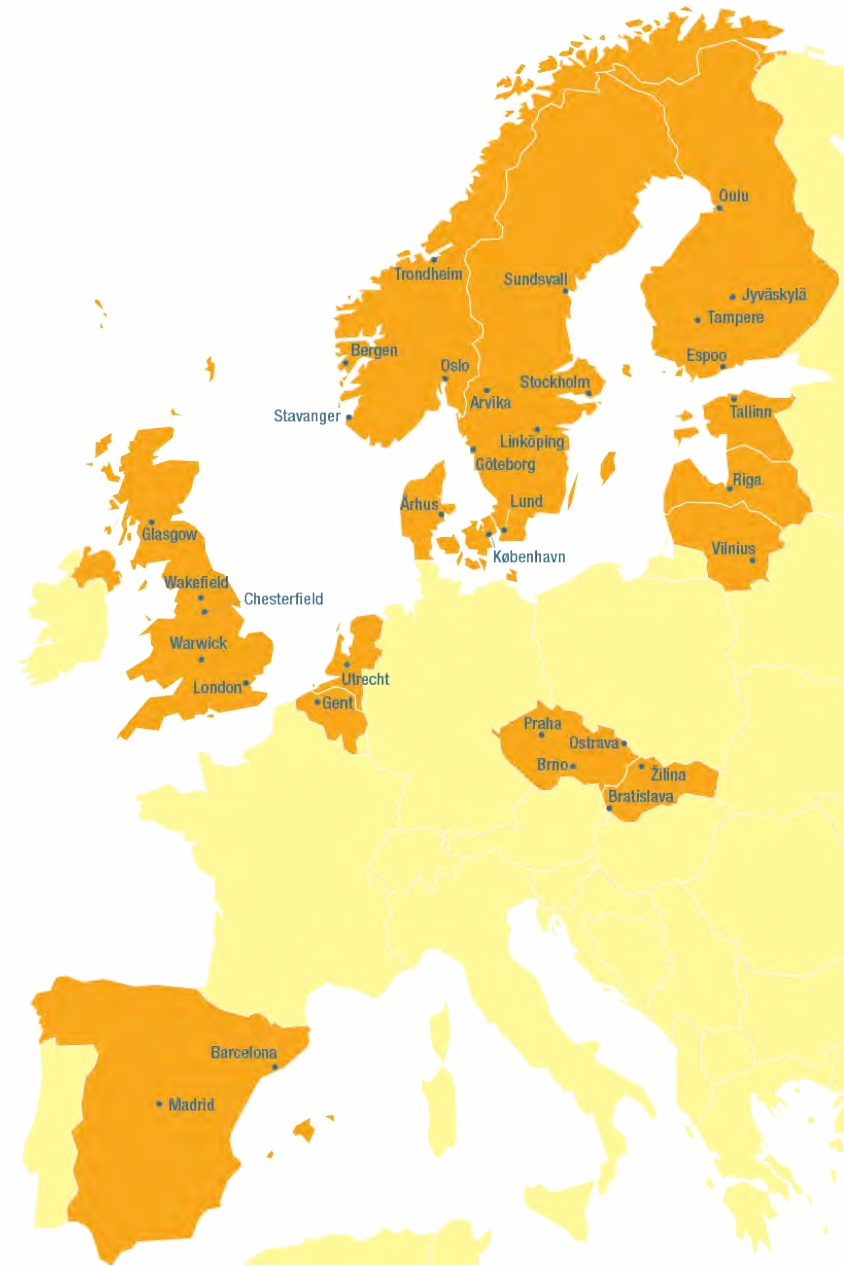 Oulu
Trondheim
Sundsvall
Jyväskylä
Tampere
Bergen
Espoo
Oslo
Stockholm
Arvika
Tallinn
Stavanger
Linköping
Göteborg
Riga
Århus
Lund
Glasgow
Vilnius
København
Wakefield
Chesterfield
Warwick
Utrecht
London
Gent
Praha
Ostrava
Brno
Žilina
Bratislava
Barcelona
Madrid